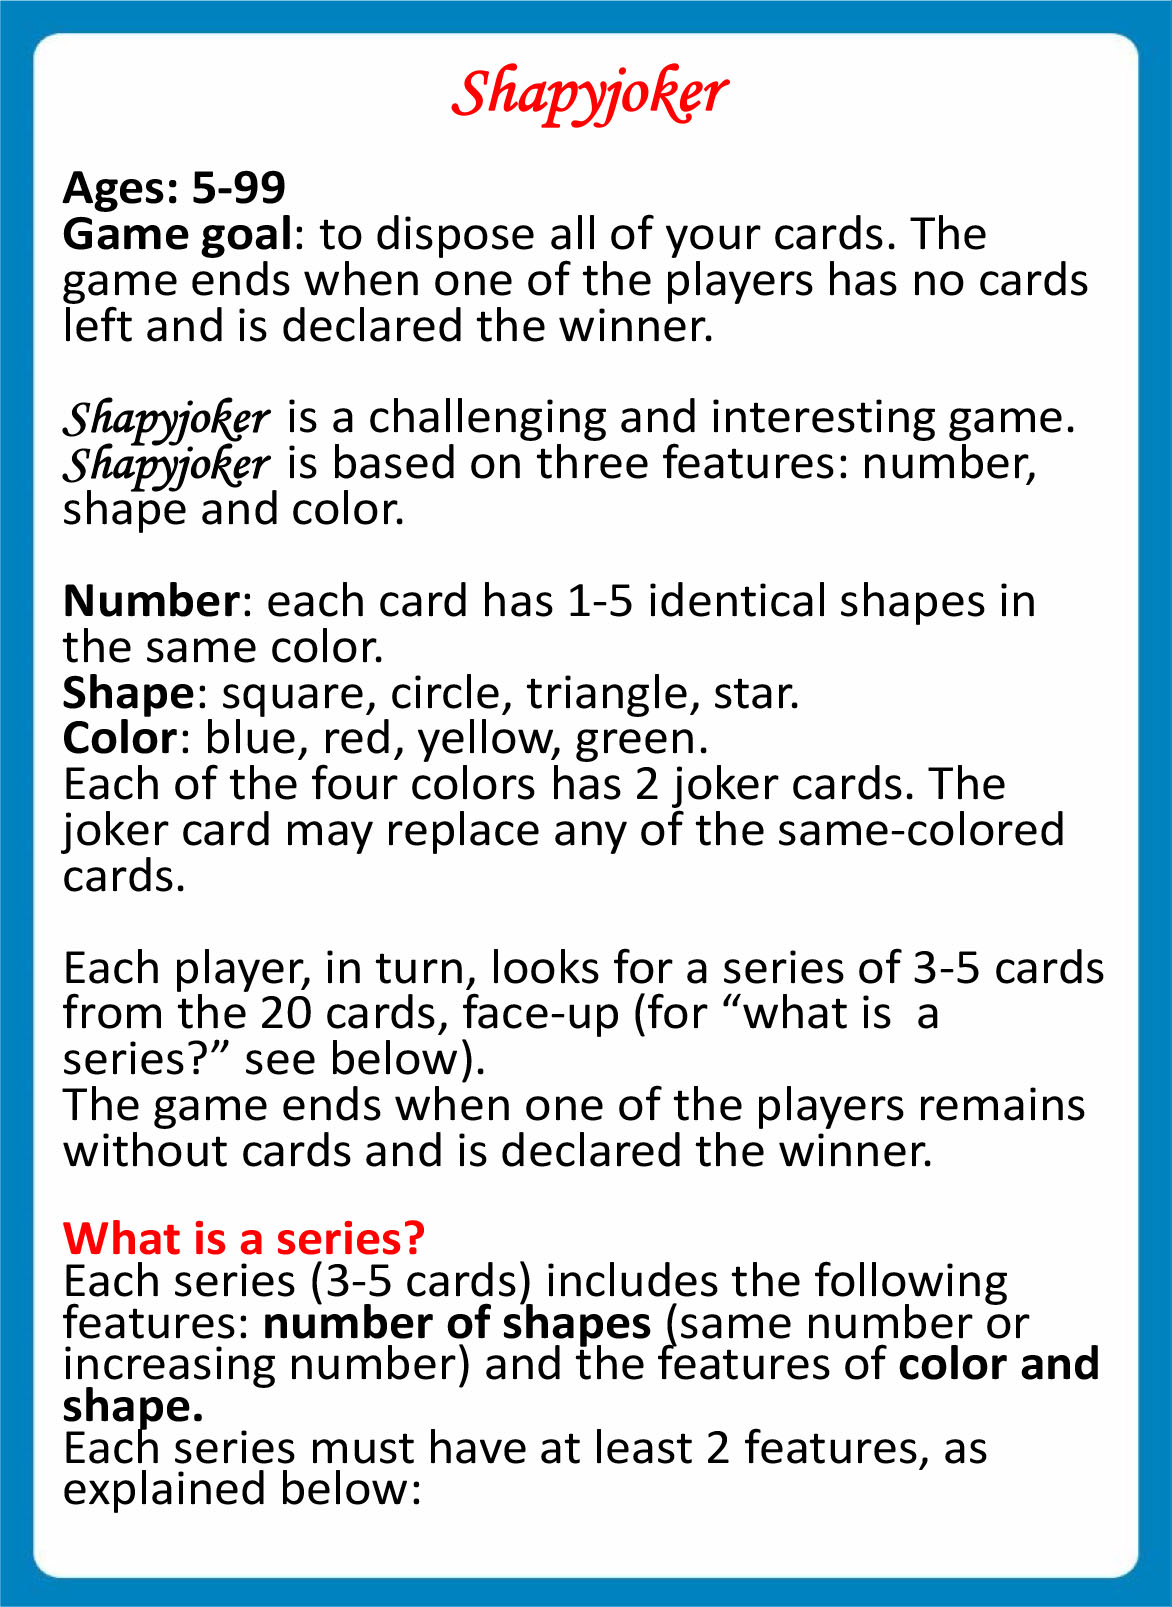 Shapyjoker
Ages: 5-99
Game goal: to dispose all of your cards. The
game ends when one of the players has no cards
left and is declared the winner.
Shapyjoker is a challenging and interesting game.
Shapyjoker is based on three features: number,
shape and color.
Number: each card has 1-5 identical shapes in
the same color.
Shape: square, circle, triangle, star.
Color: blue, red, yellow, green.
Each of the four colors has 2 joker cards. The
joker card may replace any of the same-colored
cards.
Each player, in turn, looks for a series of 3-5 cards
from the 20 cards, face-up (for “what is  a
series?” see below).
The game ends when one of the players remains
without cards and is declared the winner.
What is a series?
Each series (3-5 cards) includes the following
features: number of shapes (same number or
increasing number) and the features of color and
shape.
Each series must have at least 2 features, as
explained below: